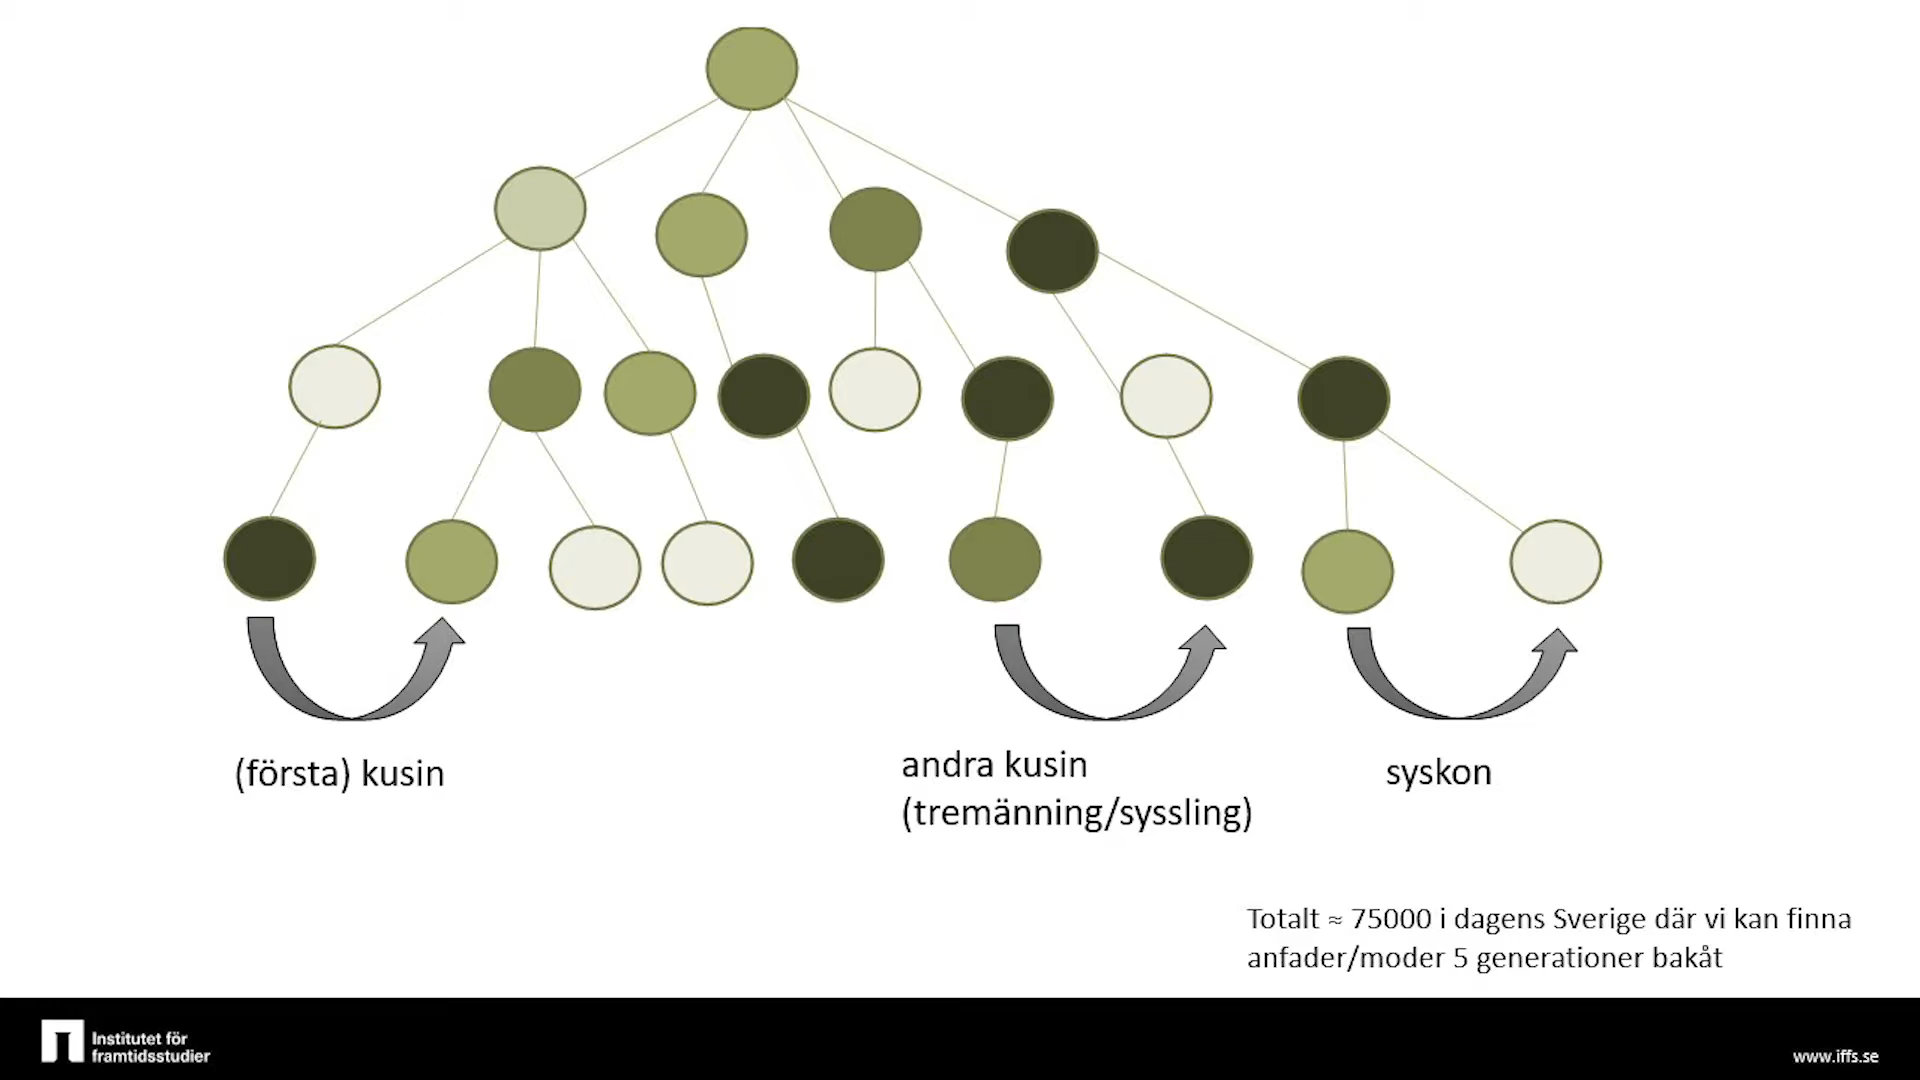 (första) kusin
andra kusin
(tremänning/syssling)
syskon
Totalt ≈ 75000 i dagens Sverige där vi kan finna
anfader/moder 5 generationer bakåt
Institutet för
framtidsstudier
www.iffs.se